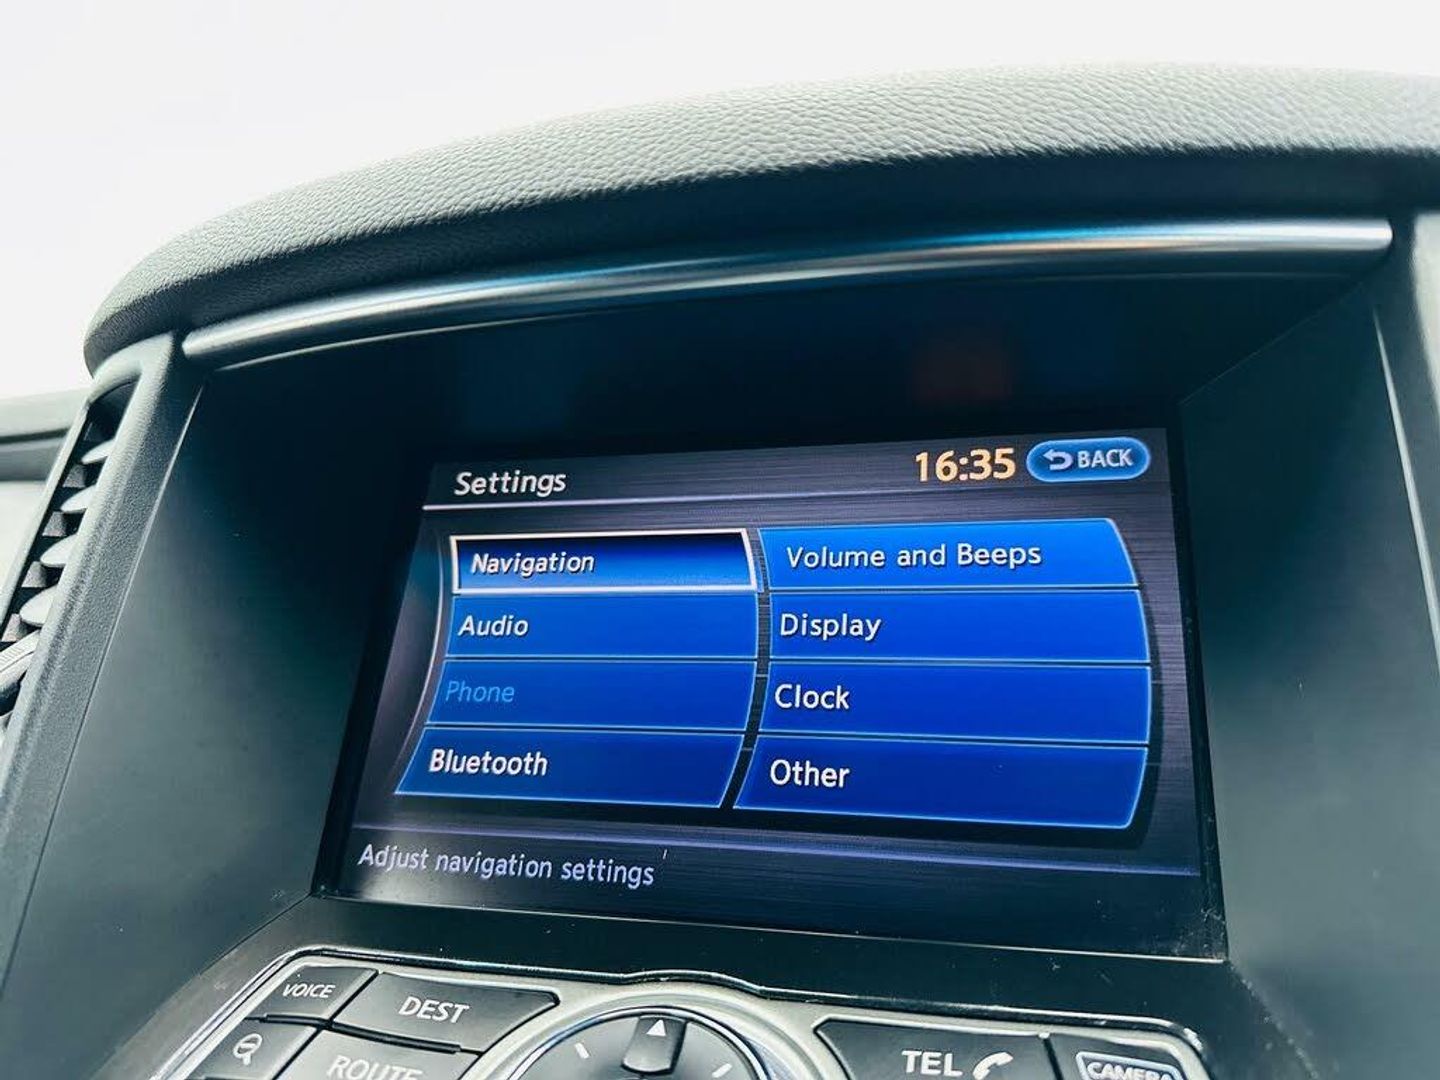 Settings
16:35
BACK
Navigation
Volume and Beeps
Audio
Display
Phone
Clock
Bluetooth
Other
Adjust navigation settings
VOICE
DEST
ROUTE
TEL
CAMERA